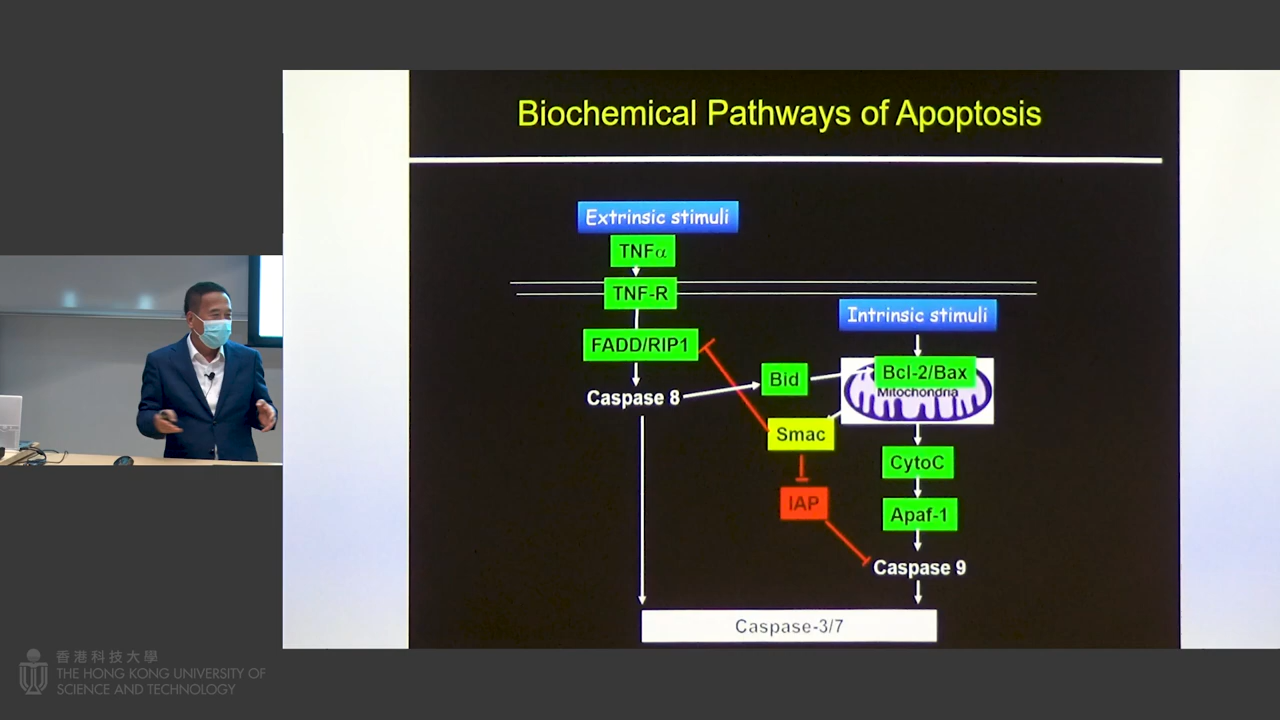 Biochemical Pathways of Apoptosis
Extrinsic stimuli
TNFα
TNF-R
Intrinsic stimuli
FADD/RIP1
Bid
Bcl-2/Bax
Mitochondria
Caspase 8
Smac
CytoC
IAP
Apaf-1
Caspase 9
Caspase-3/7
香港科技大學
THE HONG KONG UNIVERSITY OF
SCIENCE AND TECHNOLOGY